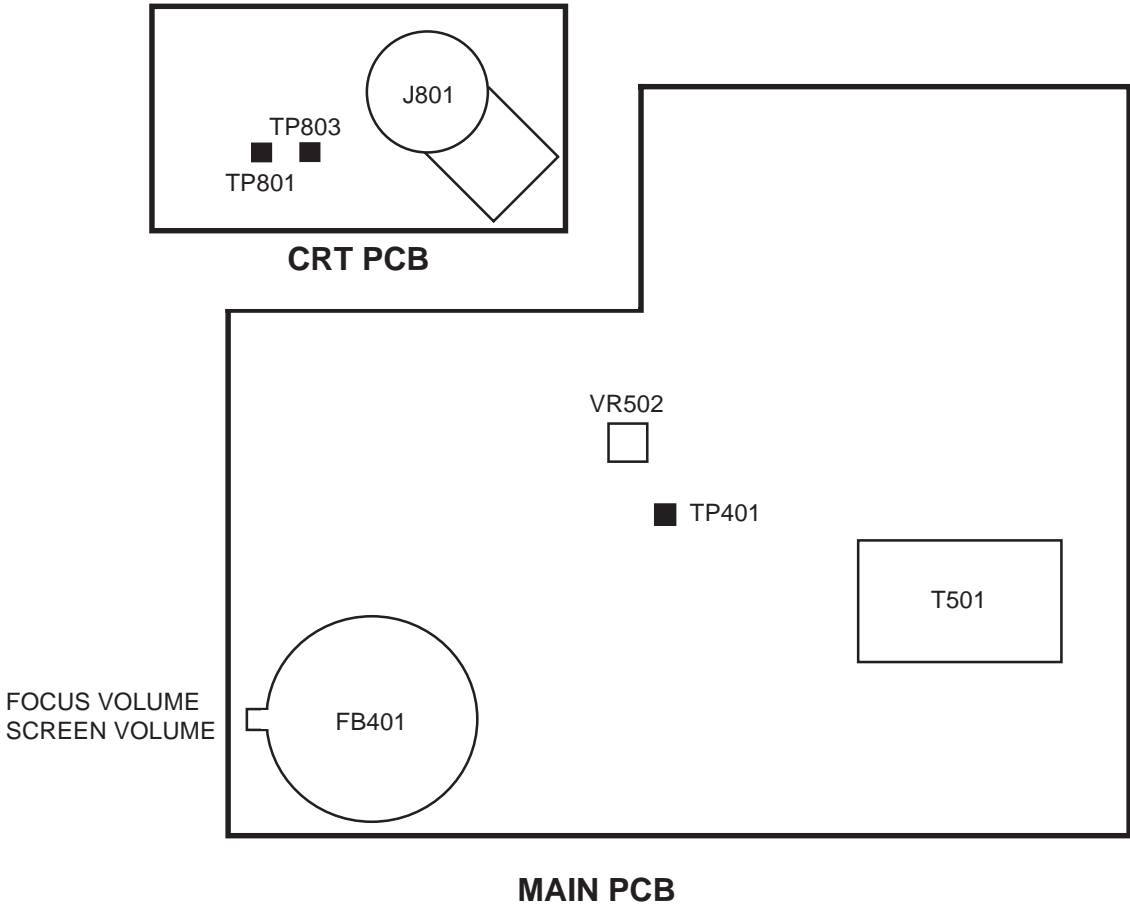 J801
TP803
TP801
CRT PCB
VR502
TP401
T501
FOCUS VOLUME
SCREEN VOLUME
FB401
MAIN PCB